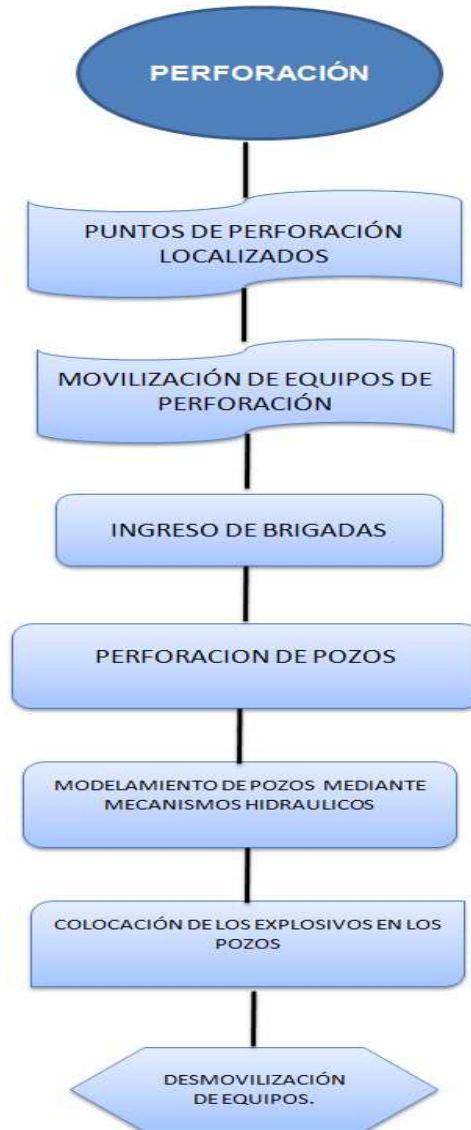 PERFORACIÓN
PUNTOS DE PERFORACIÓN
LOCALIZADOS
MOVILIZACIÓN DE EQUIPOS DE
PERFORACIÓN
INGRESO DE BRIGADAS
PERFORACION DE POZOS
MODELAMIENTO DE POZOS MEDIANTE
MECANISMOS HIDRAULICOS
COLOCACIÓN DE LOS EXPLOSIVOS EN LOS
POZOS
DESMOVILIZACIÓN
DE EQUIPOS.